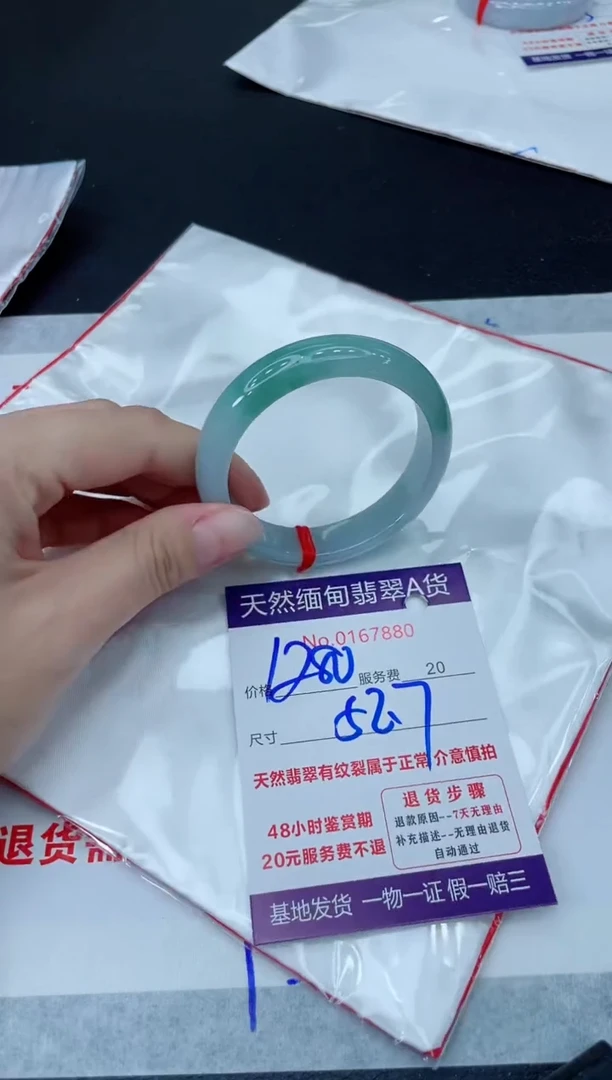 天然缅甸翡翠A货
No.0167880
价格 1280 服务费 20
尺寸 52.7
天然翡翠有纹裂属于正常 介意慎拍
48小时鉴赏期
20元服务费不退
退货步骤
退款原因--7天无理由
补充描述--无理由退货
自动通过
基地发货 一物一证 假一赔三
退货